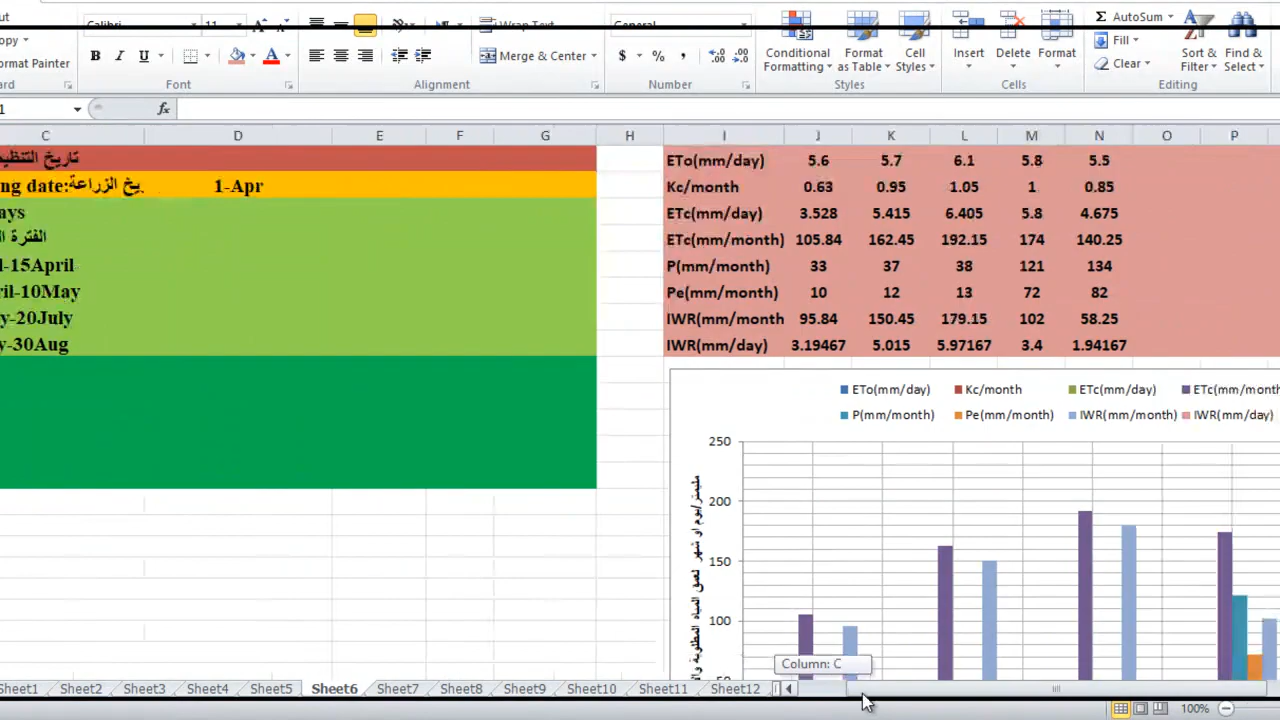 Calibri 11 Wrap Text General
AutoSum
Fill
Clear
Format Painter
B I U
Merge & Center
$ % ,
Conditional Formatting
Format as Table
Cell Styles
Insert
Delete
Format
Sort & Filter
Find & Select
Font
Alignment
Number
Styles
Cells
Editing
fx
C D E F G H I J K L M N O P
ETo(mm/day) 5.6 5.7 6.1 5.8 5.5
ng date: 1-Apr
Kc/month 0.63 0.95 1.05 1 0.85
ays
ETc(mm/day) 3.528 5.415 6.405 5.8 4.675
الفترة
ETc(mm/month) 105.84 162.45 192.15 174 140.25
l-15April
P(mm/month) 33 37 38 121 134
ril-10May
Pe(mm/month) 10 12 13 72 82
y-20July
IWR(mm/month 95.84 150.45 179.15 102 58.25
y-30Aug
IWR(mm/day) 3.19467 5.015 5.97167 3.4 1.94167
ETo(mm/day) Kc/month ETc(mm/day) ETc(mm/mont
P(mm/month) Pe(mm/month) IWR(mm/month) IWR(mm/day)
250
200
150
100
50
Column: C
Sheet1 Sheet2 Sheet3 Sheet4 Sheet5 Sheet6 Sheet7 Sheet8 Sheet9 Sheet10 Sheet11 Sheet12
100%